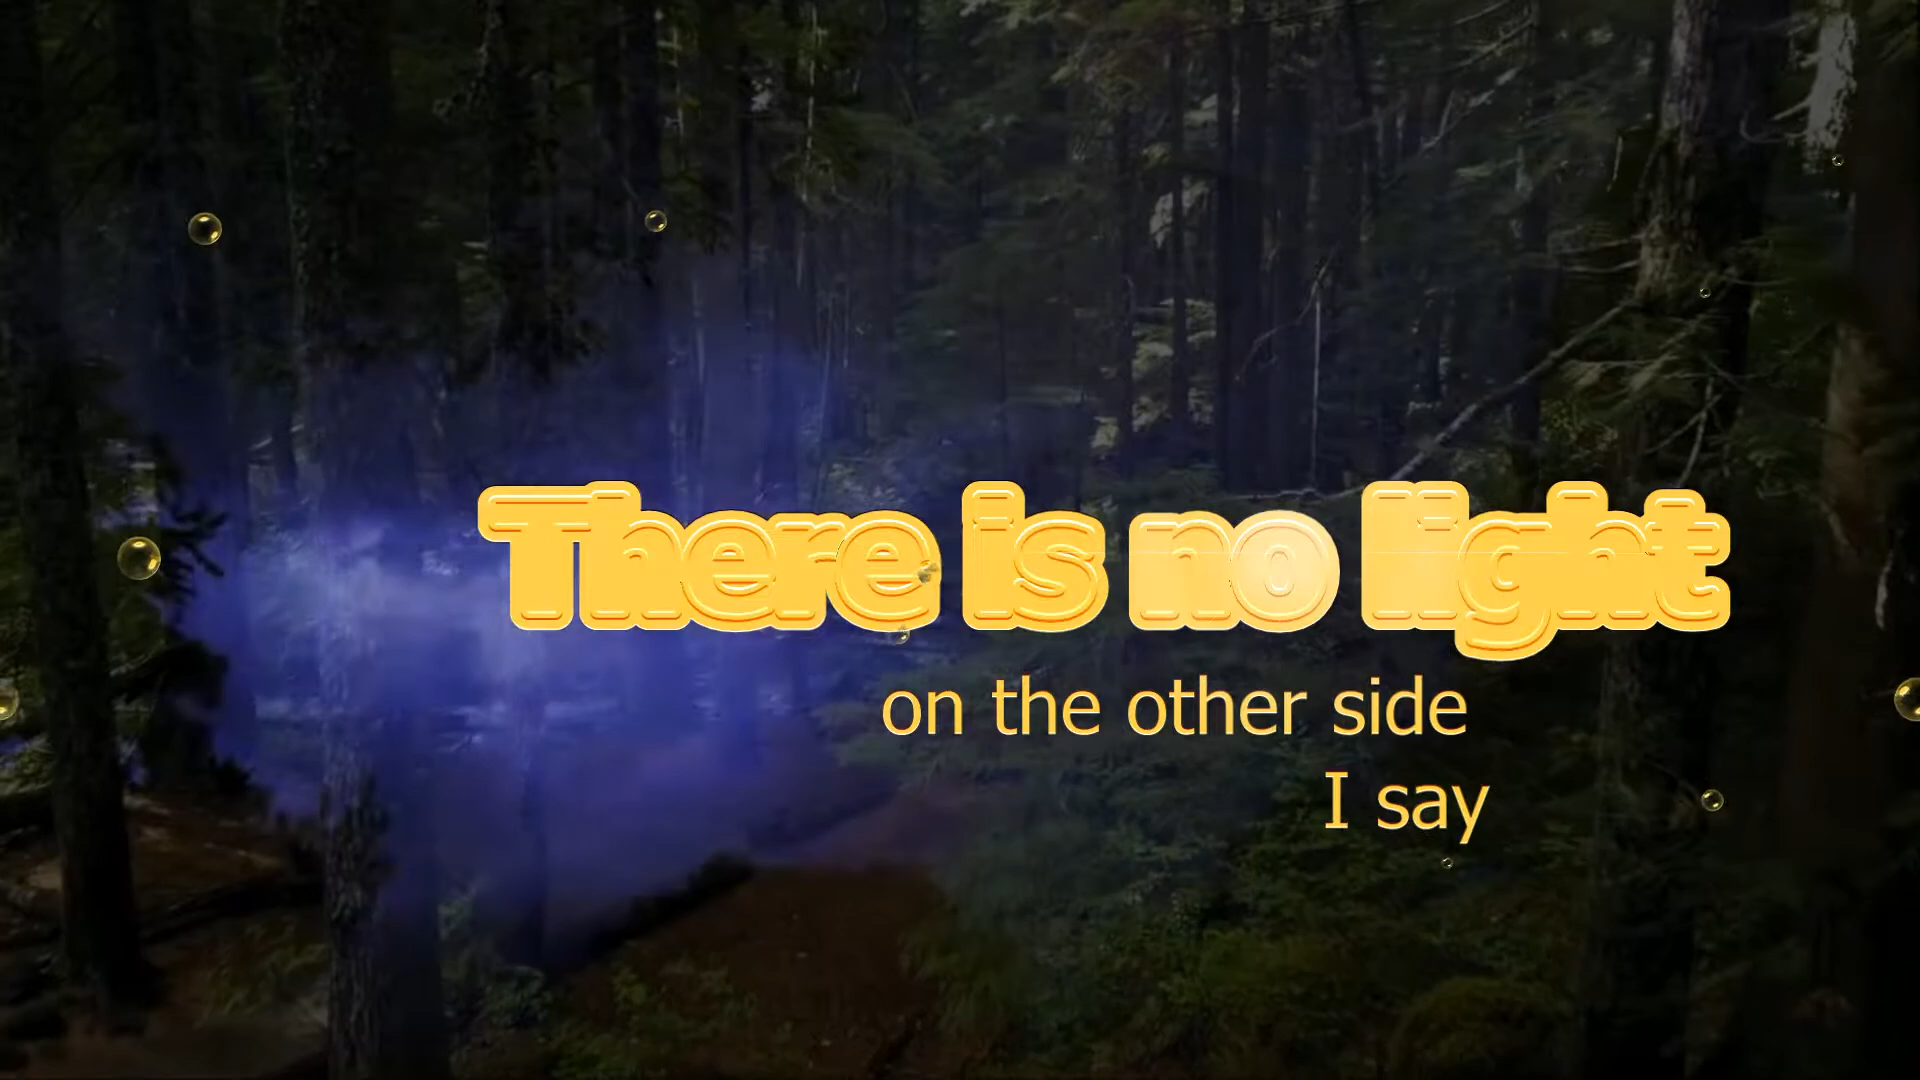 There is no light
on the other side
I say